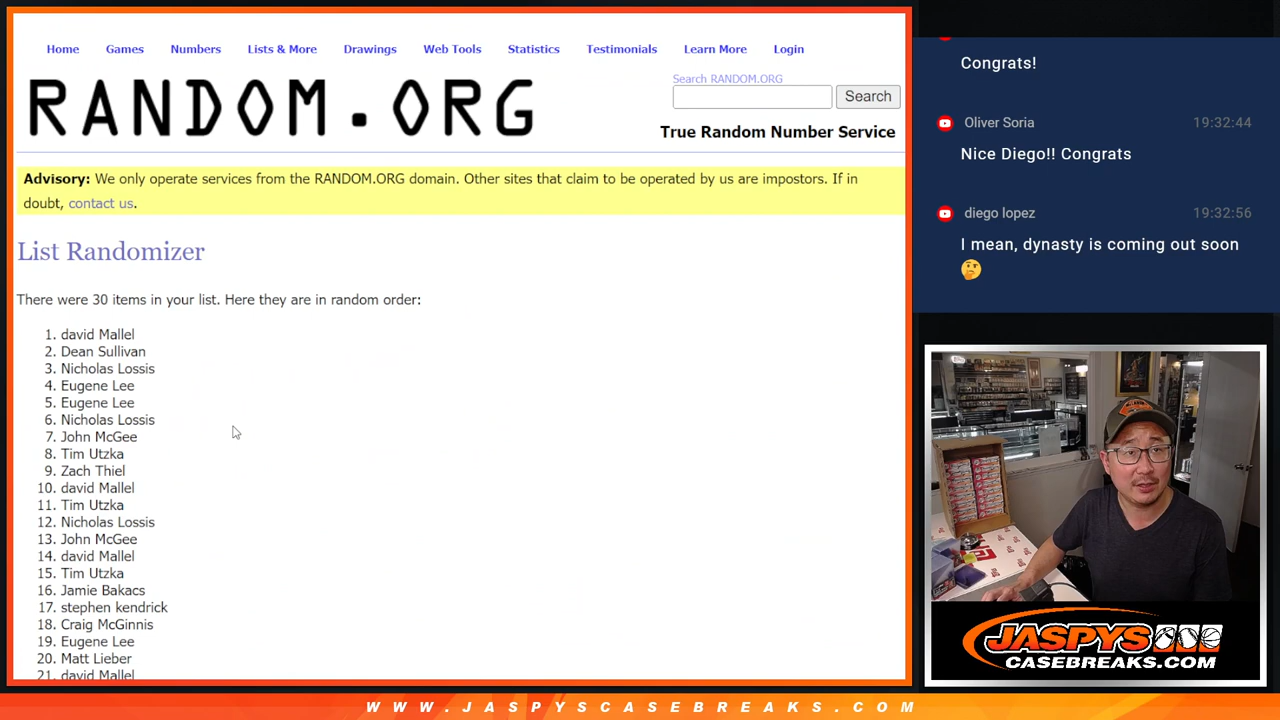 Home Games Numbers Lists & More Drawings Web Tools Statistics Testimonials Learn More Login
RANDOM.ORG
Search RANDOM.ORG
Search
True Random Number Service
Advisory: We only operate services from the RANDOM.ORG domain. Other sites that claim to be operated by us are impostors. If in
doubt, contact us.
List Randomizer
There were 30 items in your list. Here they are in random order:
1. david Mallel
2. Dean Sullivan
3. Nicholas Lossis
4. Eugene Lee
5. Eugene Lee
6. Nicholas Lossis
7. John McGee
8. Tim Utzka
9. Zach Thiel
10. david Mallel
11. Tim Utzka
12. Nicholas Lossis
13. John McGee
14. david Mallel
15. Tim Utzka
16. Jamie Bakacs
17. stephen kendrick
18. Craig McGinnis
19. Eugene Lee
20. Matt Lieber
21. david Mallel
Congrats!
Oliver Soria 19:32:44
Nice Diego!! Congrats
diego lopez 19:32:56
I mean, dynasty is coming out soon
🤔
JASPYS
CASEBREAKS.COM
WWW.JASPYSCASEBREAKS.COM